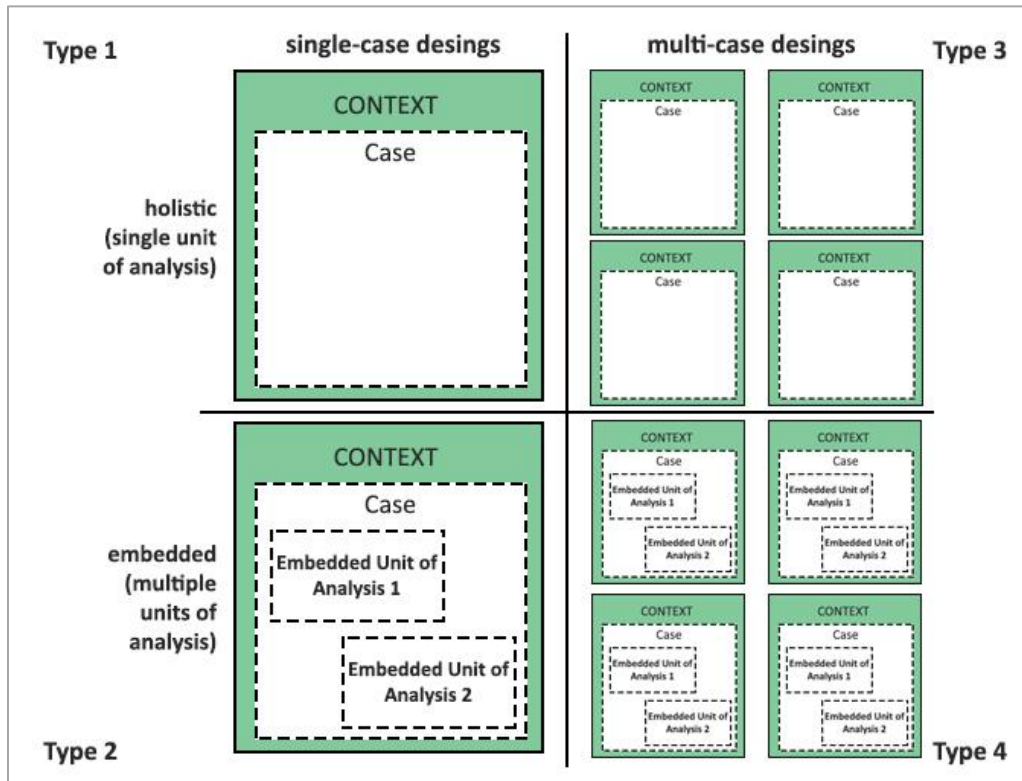 Type 1
single-case desings
multi-case desings
Type 3
CONTEXT
Case
holistic
(single unit
of analysis)
CONTEXT
Case
CONTEXT
Case
CONTEXT
Case
CONTEXT
Case
CONTEXT
Case
Embedded Unit of
Analysis 1
Embedded Unit of
Analysis 2
embedded
(multiple
units of
analysis)
CONTEXT
Case
Embedded Unit of
Analysis 1
Embedded Unit of
Analysis 2
CONTEXT
Case
Embedded Unit of
Analysis 1
Embedded Unit of
Analysis 2
CONTEXT
Case
Embedded Unit of
Analysis 1
Embedded Unit of
Analysis 2
CONTEXT
Case
Embedded Unit of
Analysis 1
Embedded Unit of
Analysis 2
Type 2
Type 4